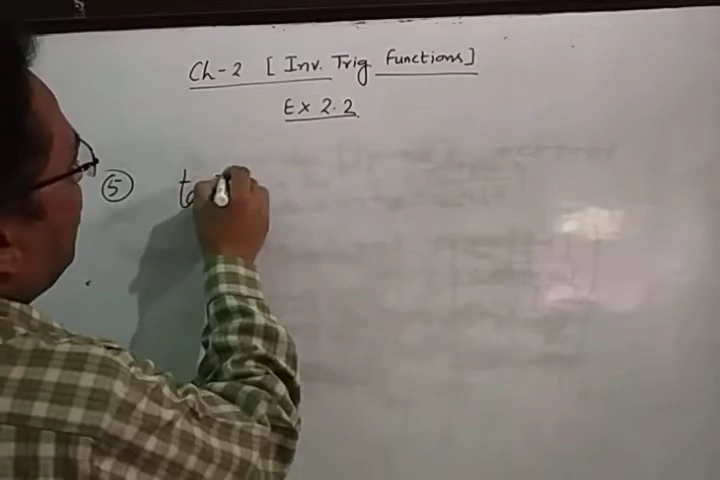 Ch-2 [ Inv. Trig Functions ]
Ex 2.2
5 ta